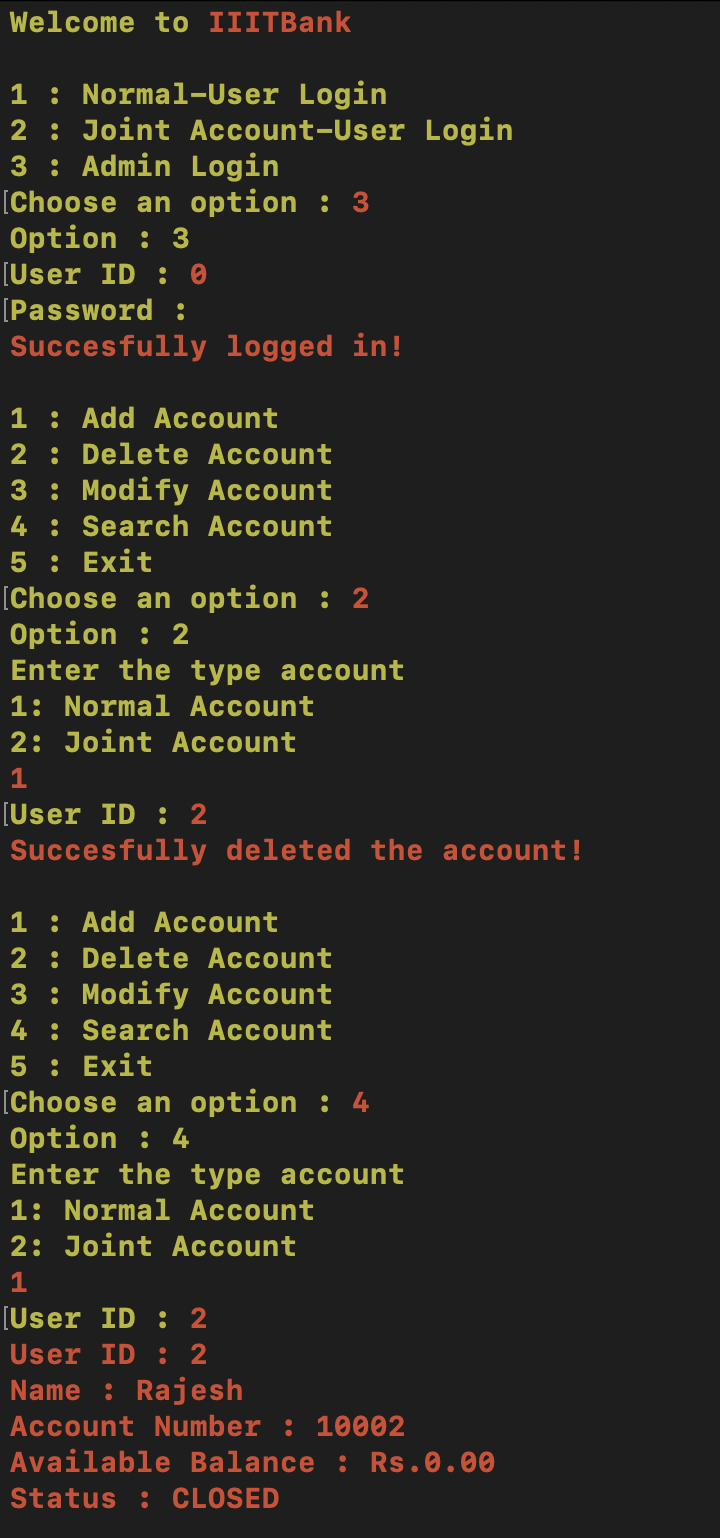 Welcome to IIITBank
1 : Normal-User Login
2 : Joint Account-User Login
3 : Admin Login
Choose an option : 3
Option : 3
User ID : 0
Password :
Succesfully logged in!
1 : Add Account
2 : Delete Account
3 : Modify Account
4 : Search Account
5 : Exit
Choose an option : 2
Option : 2
Enter the type account
1: Normal Account
2: Joint Account
1
User ID : 2
Succesfully deleted the account!
1 : Add Account
2 : Delete Account
3 : Modify Account
4 : Search Account
5 : Exit
Choose an option : 4
Option : 4
Enter the type account
1: Normal Account
2: Joint Account
1
User ID : 2
User ID : 2
Name : Rajesh
Account Number : 10002
Available Balance : Rs.0.00
Status : CLOSED